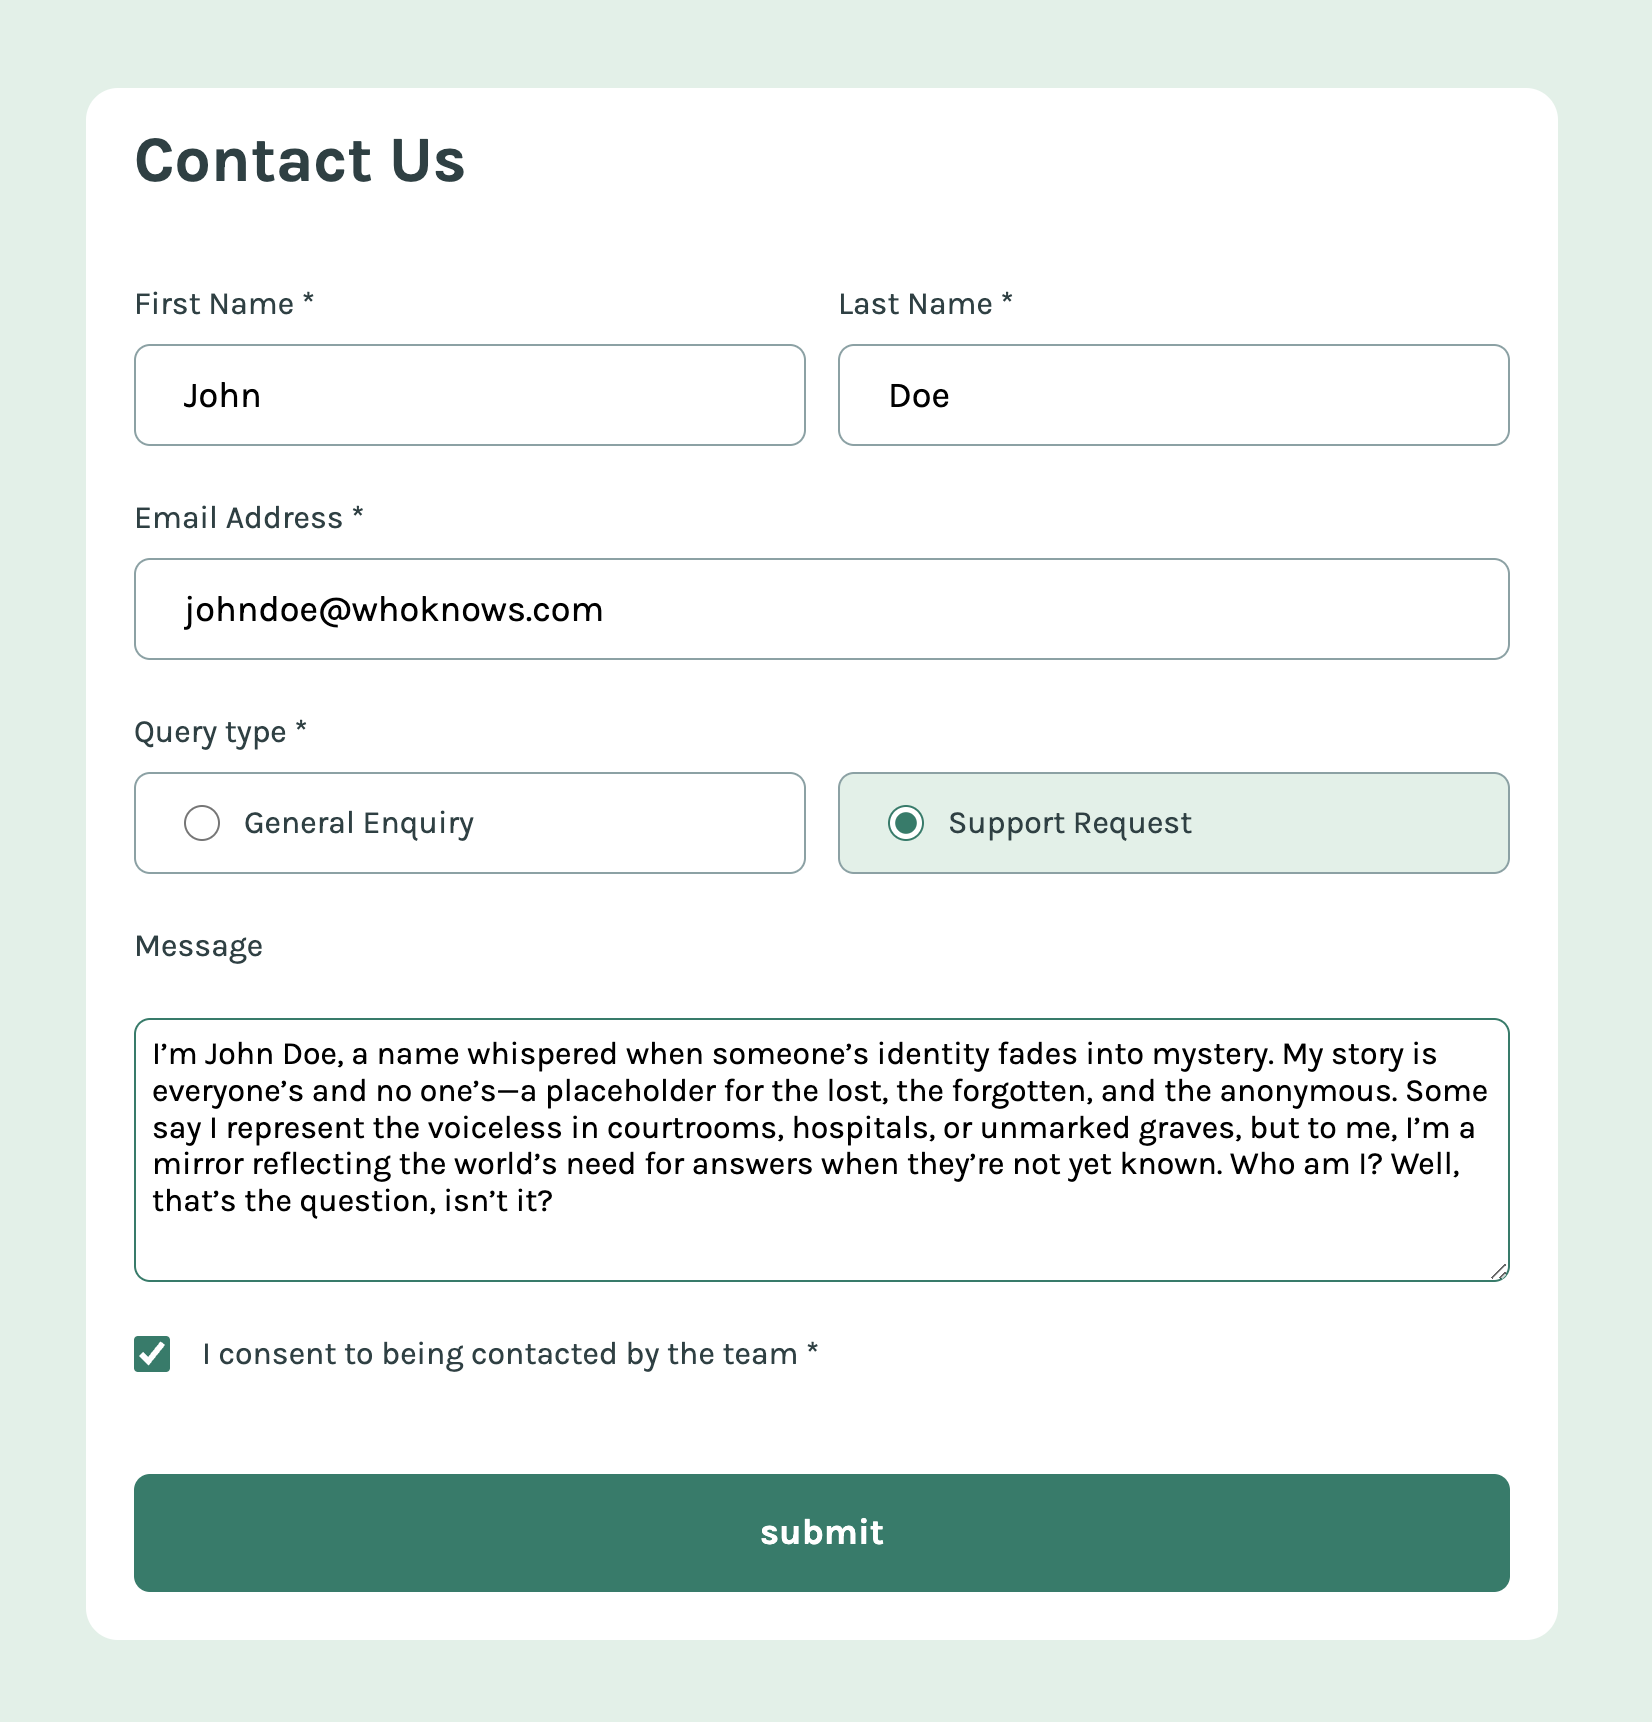 Contact Us
First Name *
Last Name *
John
Doe
Email Address *
johndoe@whoknows.com
Query type *
General Enquiry
Support Request
Message
I’m John Doe, a name whispered when someone’s identity fades into mystery. My story is
everyone’s and no one’s—a placeholder for the lost, the forgotten, and the anonymous. Some
say I represent the voiceless in courtrooms, hospitals, or unmarked graves, but to me, I’m a
mirror reflecting the world’s need for answers when they’re not yet known. Who am I? Well,
that’s the question, isn’t it?
I consent to being contacted by the team *
submit